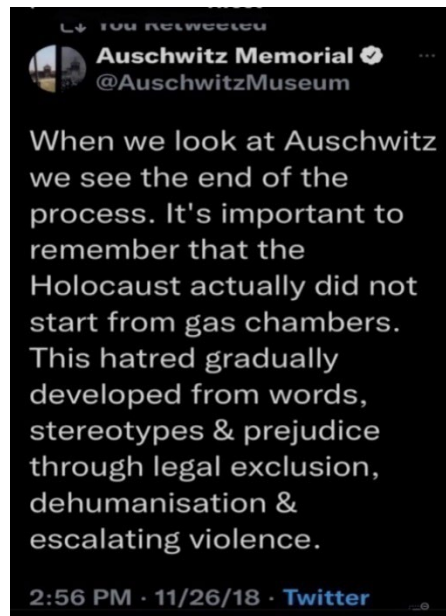 You Retweeted
Auschwitz Memorial
@AuschwitzMuseum
When we look at Auschwitz
we see the end of the
process. It's important to
remember that the
Holocaust actually did not
start from gas chambers.
This hatred gradually
developed from words,
stereotypes & prejudice
through legal exclusion,
dehumanisation &
escalating violence.
2:56 PM · 11/26/18 · Twitter